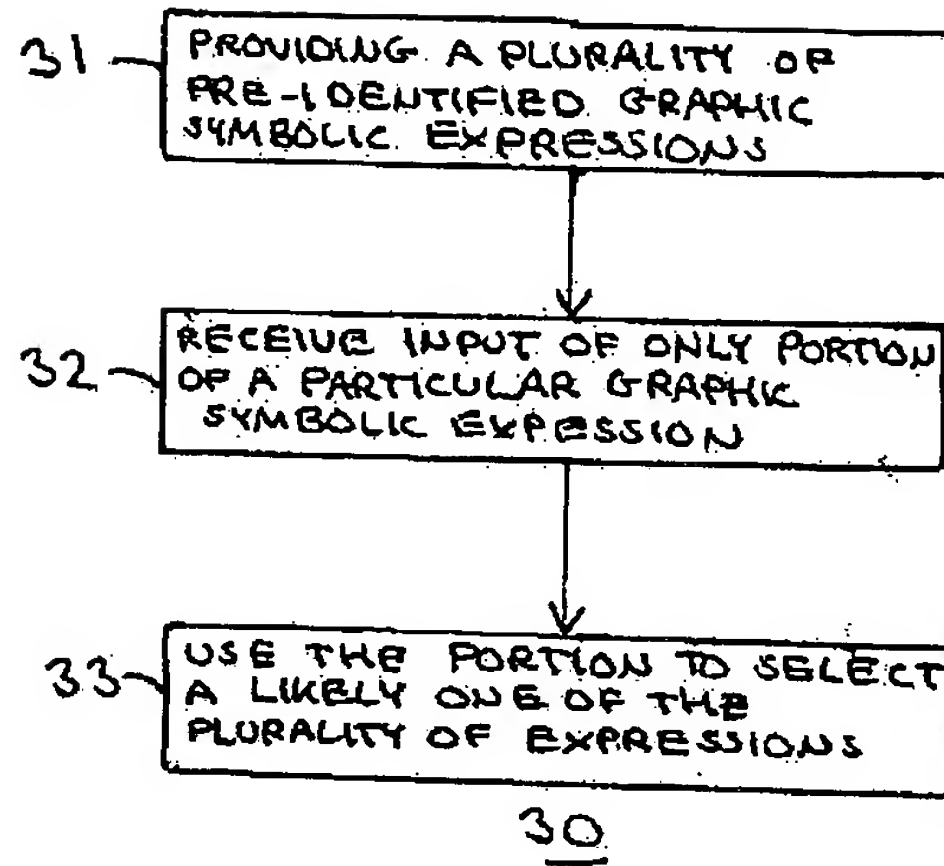 31
PROVIDING A PLURALITY OF
PRE-IDENTIFIED GRAPHIC
SYMBOLIC EXPRESSIONS
32
RECEIVE INPUT OF ONLY PORTION
OF A PARTICULAR GRAPHIC
SYMBOLIC EXPESSION
33
USE THE PORTION TO SELECT
A LIKELY ONE OF THE
PLURALITY OF EXPRESSIONS
30